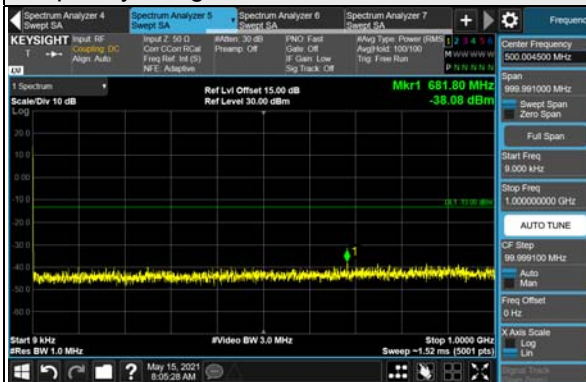 Spectrum Analyzer 4
Swept SA
Spectrum Analyzer 5
Swept SA
Spectrum Analyzer 6
Swept SA
Spectrum Analyzer 7
Swept SA
Frequency
KEYSIGHT
Input: RF
Coupling: DC
Align: Auto
Input Z: 50 Ω
Corr CCorr RCal
Freq Ref: Int (S)
NFE: Adaptive
#Atten: 30 dB
Preamp: Off
PNO: Fast
Gate: Off
IF Gain: Low
Sig Track: Off
#Avg Type: Power (RMS
Avg|Hold: 100/100
Trig: Free Run
1 2 3 4 5 6
M W W W W W
P N N N N N
1 Spectrum
Scale/Div 10 dB
Log
Ref Lvl Offset 15.00 dB
Ref Level 30.00 dBm
Mkr1 681.80 MHz
-38.08 dBm
20.0
10.0
0.00
-10.0
-20.0
-30.0
-40.0
-50.0
-60.0
1
Start 9 kHz
#Res BW 1.0 MHz
#Video BW 3.0 MHz
Stop 1.0000 GHz
Sweep ~1.52 ms (5001 pts)
May 15, 2021
8:05:28 AM
Center Frequency
500.004500 MHz
Span
999.991000 MHz
Swept Span
Zero Span
Full Span
Start Freq
9.000 kHz
Stop Freq
1.000000000 GHz
AUTO TUNE
CF Step
99.999100 MHz
Auto
Man
Freq Offset
0 Hz
X Axis Scale
Log
Lin
Signal Track